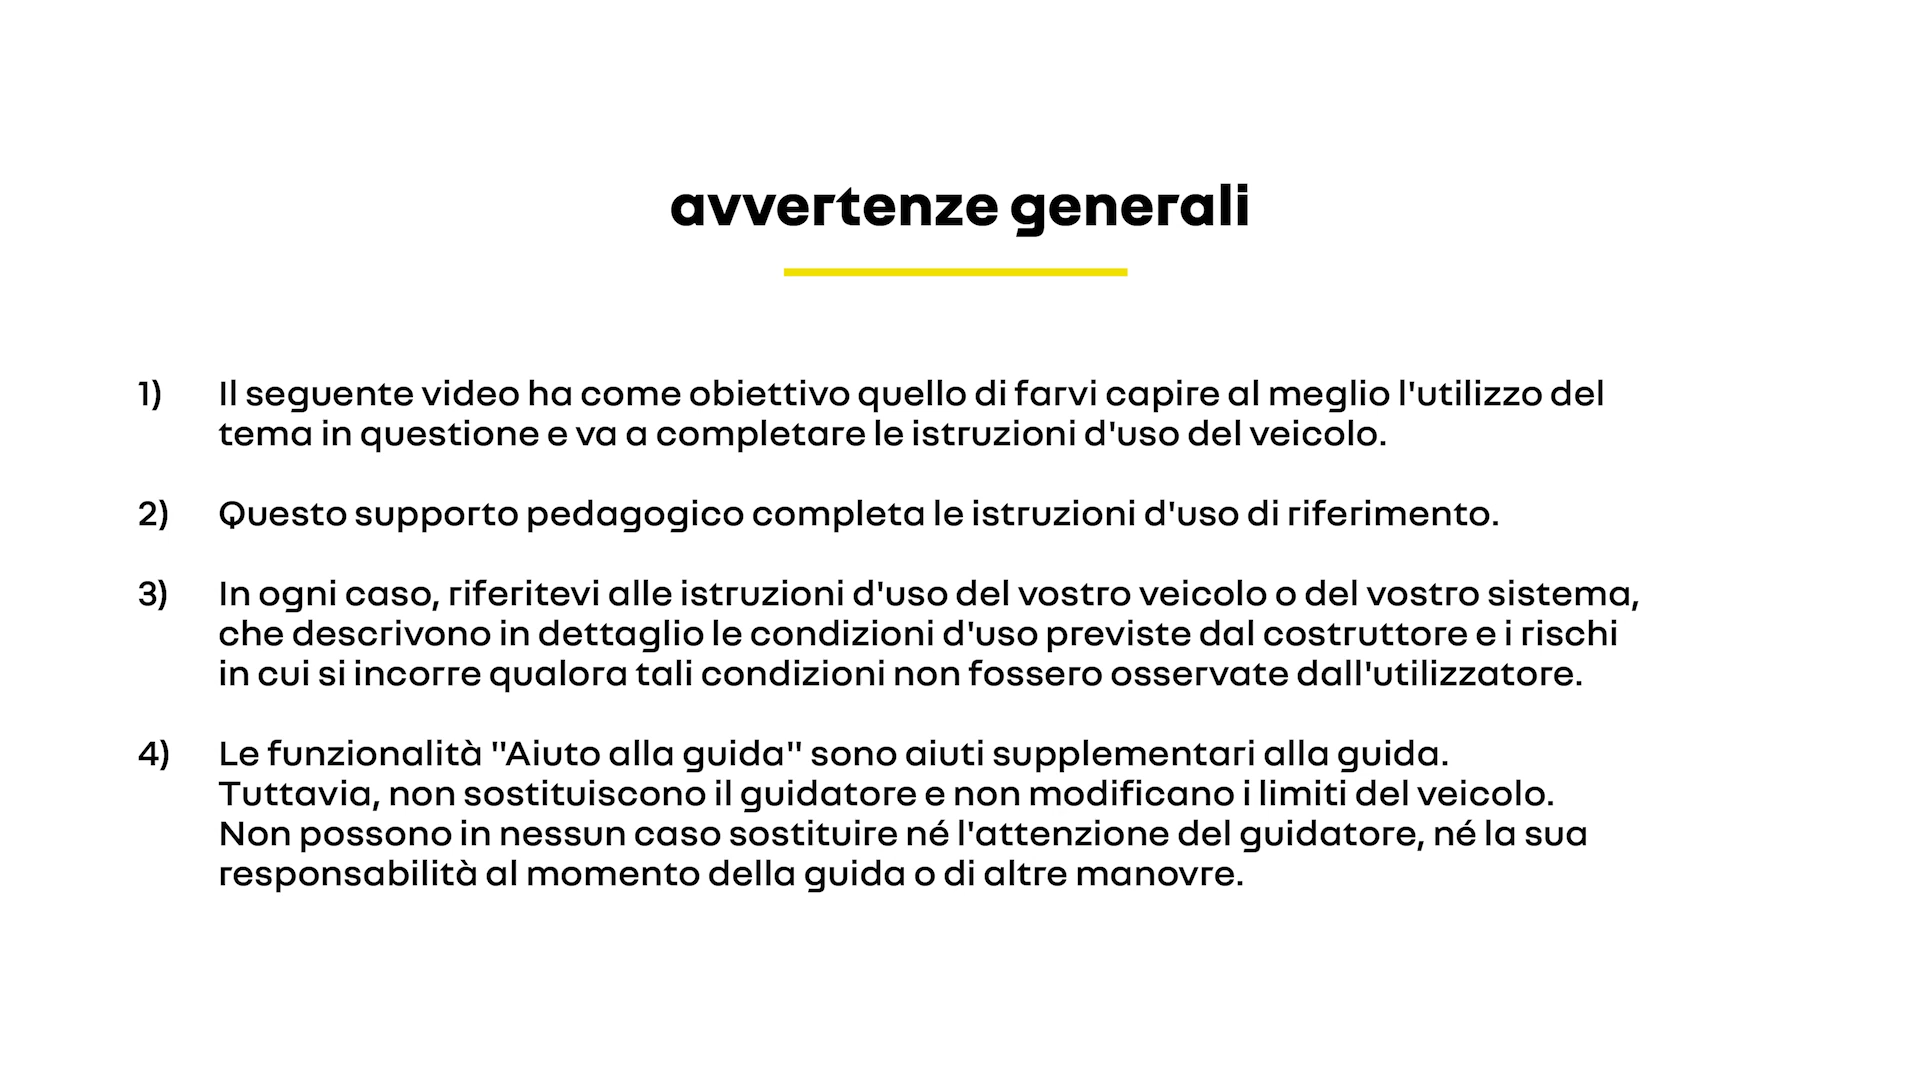 avvertenze generali
1) Il seguente video ha come obiettivo quello di farvi capire al meglio l'utilizzo del
tema in questione e va a completare le istruzioni d'uso del veicolo.
2) Questo supporto pedagogico completa le istruzioni d'uso di riferimento.
3) In ogni caso, riferitevi alle istruzioni d'uso del vostro veicolo o del vostro sistema,
che descrivono in dettaglio le condizioni d'uso previste dal costruttore e i rischi
in cui si incorre qualora tali condizioni non fossero osservate dall'utilizzatore.
4) Le funzionalità "Aiuto alla guida" sono aiuti supplementari alla guida.
Tuttavia, non sostituiscono il guidatore e non modificano i limiti del veicolo.
Non possono in nessun caso sostituire né l'attenzione del guidatore, né la sua
responsabilità al momento della guida o di altre manovre.